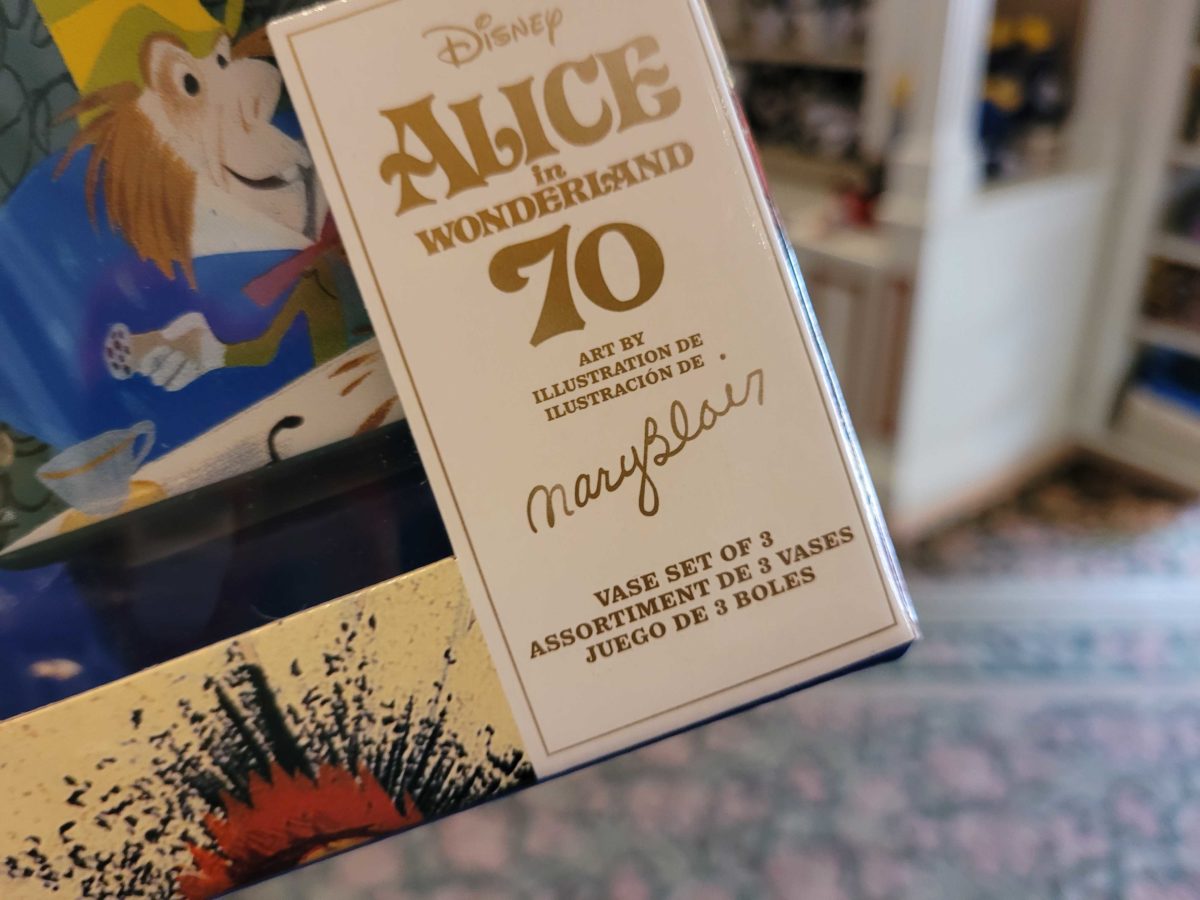 Disney
ALICE
in
WONDERLAND
70
ART BY
ILLUSTRATION DE
ILUSTRACIÓN DE
Mary Blair
VASE SET OF 3
ASSORTIMENT DE 3 VASES
JUEGO DE 3 BOLES